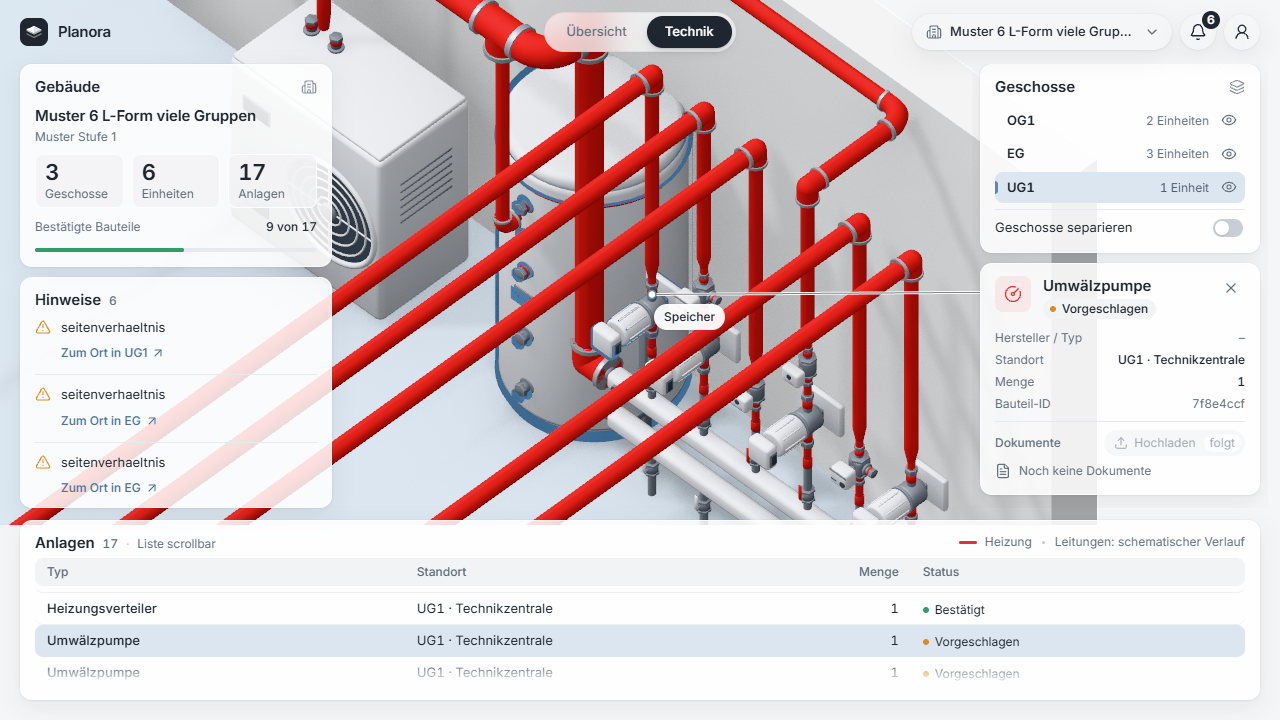 Planora
Übersicht
Technik
Muster 6 L-Form viele Grup...
6
Gebäude
Muster 6 L-Form viele Gruppen
Muster Stufe 1
3
Geschosse
6
Einheiten
17
Anlagen
Bestätigte Bauteile
9 von 17
Hinweise 6
seitenverhaeltnis
Zum Ort in UG1
seitenverhaeltnis
Zum Ort in EG
seitenverhaeltnis
Zum Ort in EG
Speicher
Geschosse
OG1 2 Einheiten
EG 3 Einheiten
UG1 1 Einheit
Geschosse separieren
Umwälzpumpe
Vorgeschlagen
Hersteller / Typ –
Standort UG1 · Technikzentrale
Menge 1
Bauteil-ID 7f8e4ccf
Dokumente Hochladen folgt
Noch keine Dokumente
Anlagen 17 · Liste scrollbar
Heizung · Leitungen: schematischer Verlauf
Typ Standort Menge Status
Heizungsverteiler UG1 · Technikzentrale 1 Bestätigt
Umwälzpumpe UG1 · Technikzentrale 1 Vorgeschlagen
Umwälzpumpe UG1 · Technikzentrale 1 Vorgeschlagen